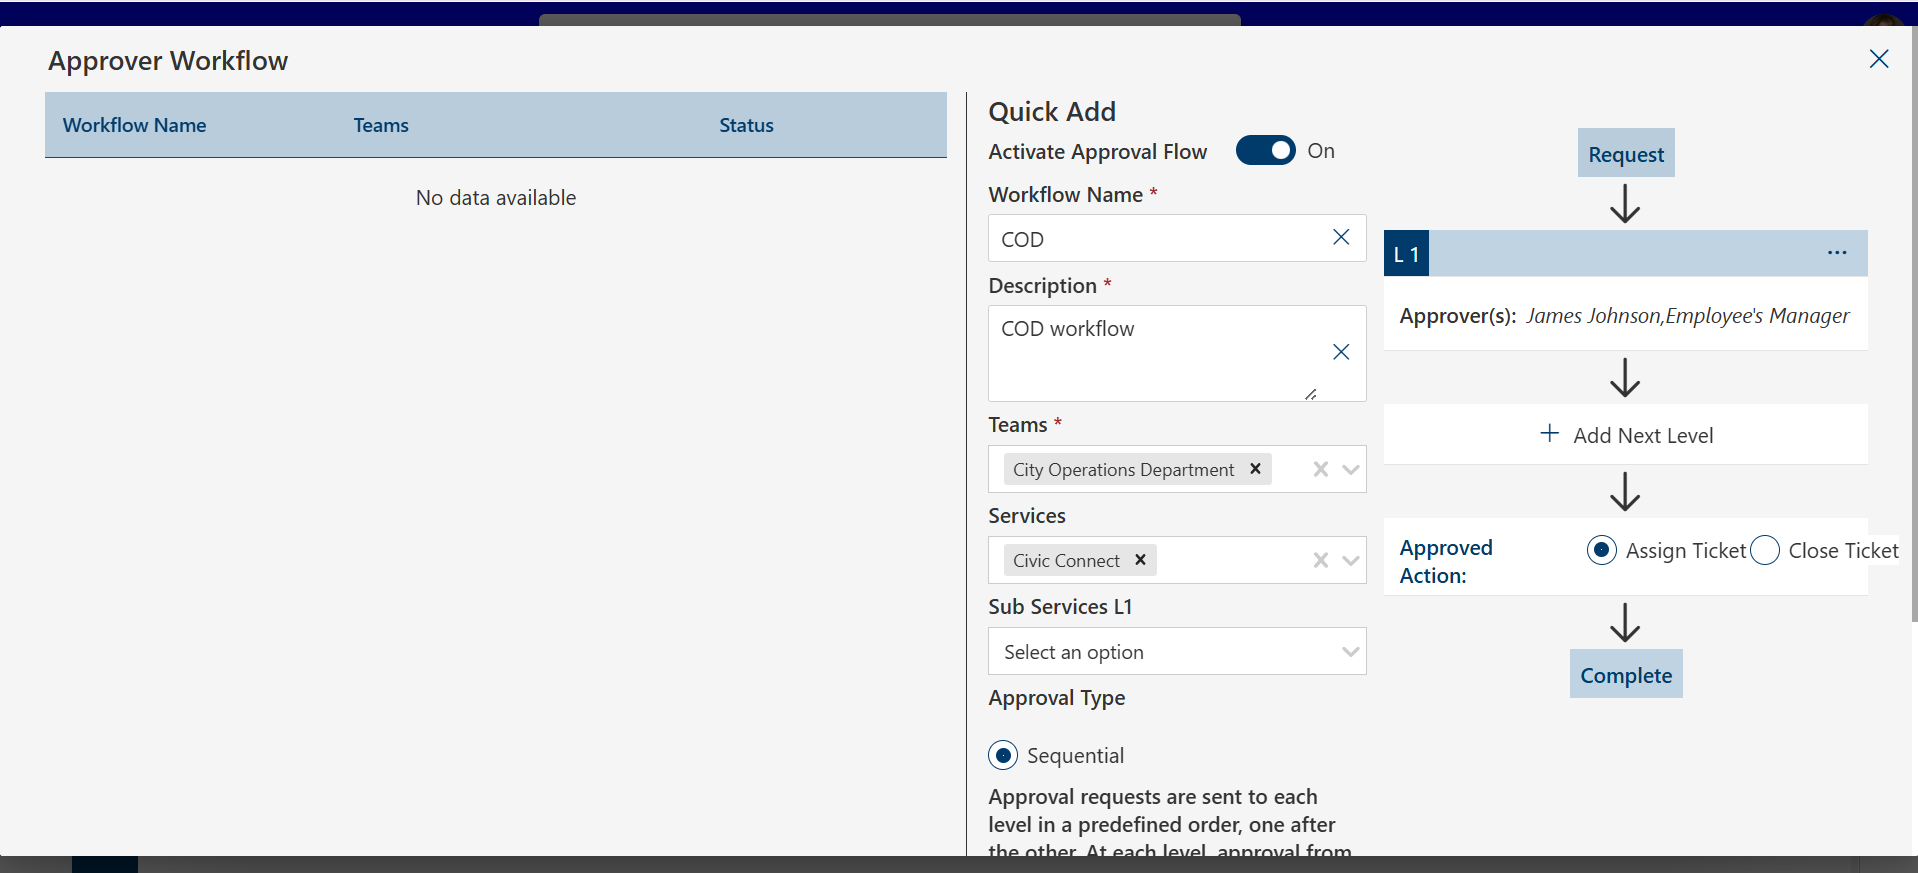 Approver Workflow
Workflow Name Teams Status
No data available
Quick Add
Activate Approval Flow On
Workflow Name *
COD
Description *
COD workflow
Teams *
City Operations Department
Services
Civic Connect
Sub Services L1
Select an option
Approval Type
Sequential
Approval requests are sent to each
level in a predefined order, one after
the other. At each level, approval from
Request
L 1 ...
Approver(s): James Johnson,Employee's Manager
+ Add Next Level
Approved
Action:
Assign Ticket Close Ticket
Complete